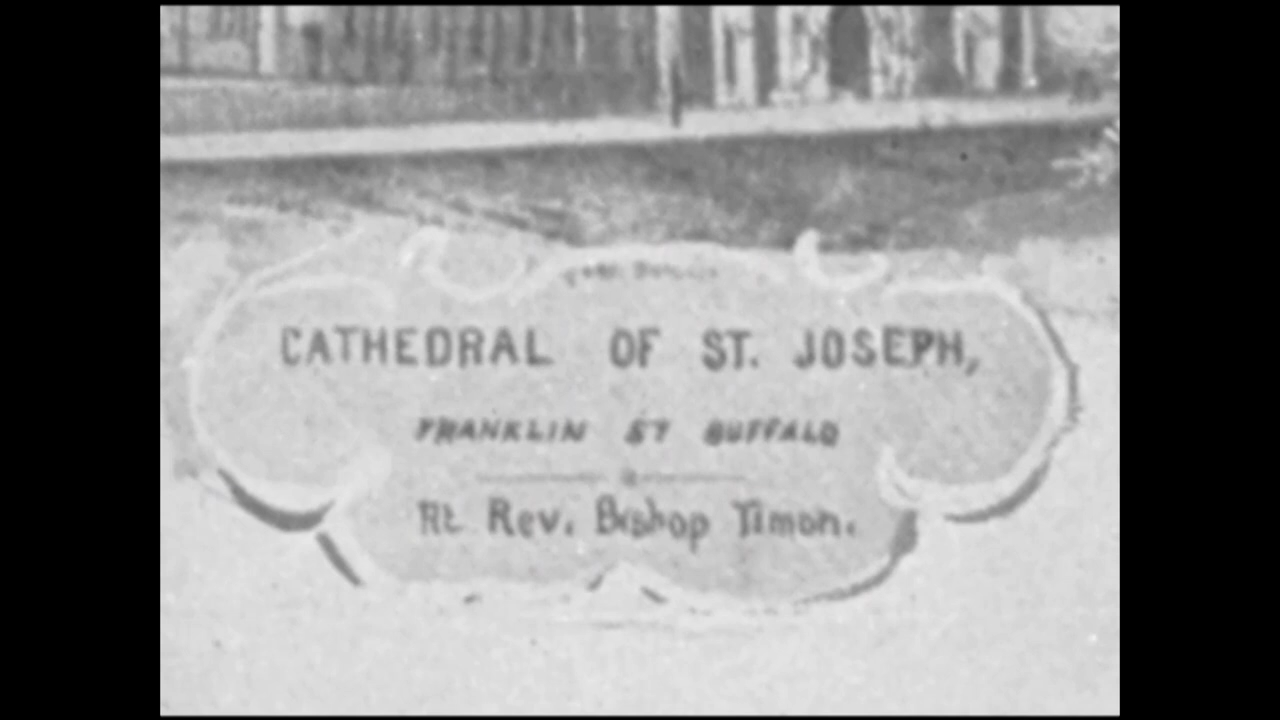 CATHEDRAL OF ST. JOSEPH,
FRANKLIN ST BUFFALO
Rt Rev. Bishop Timon.